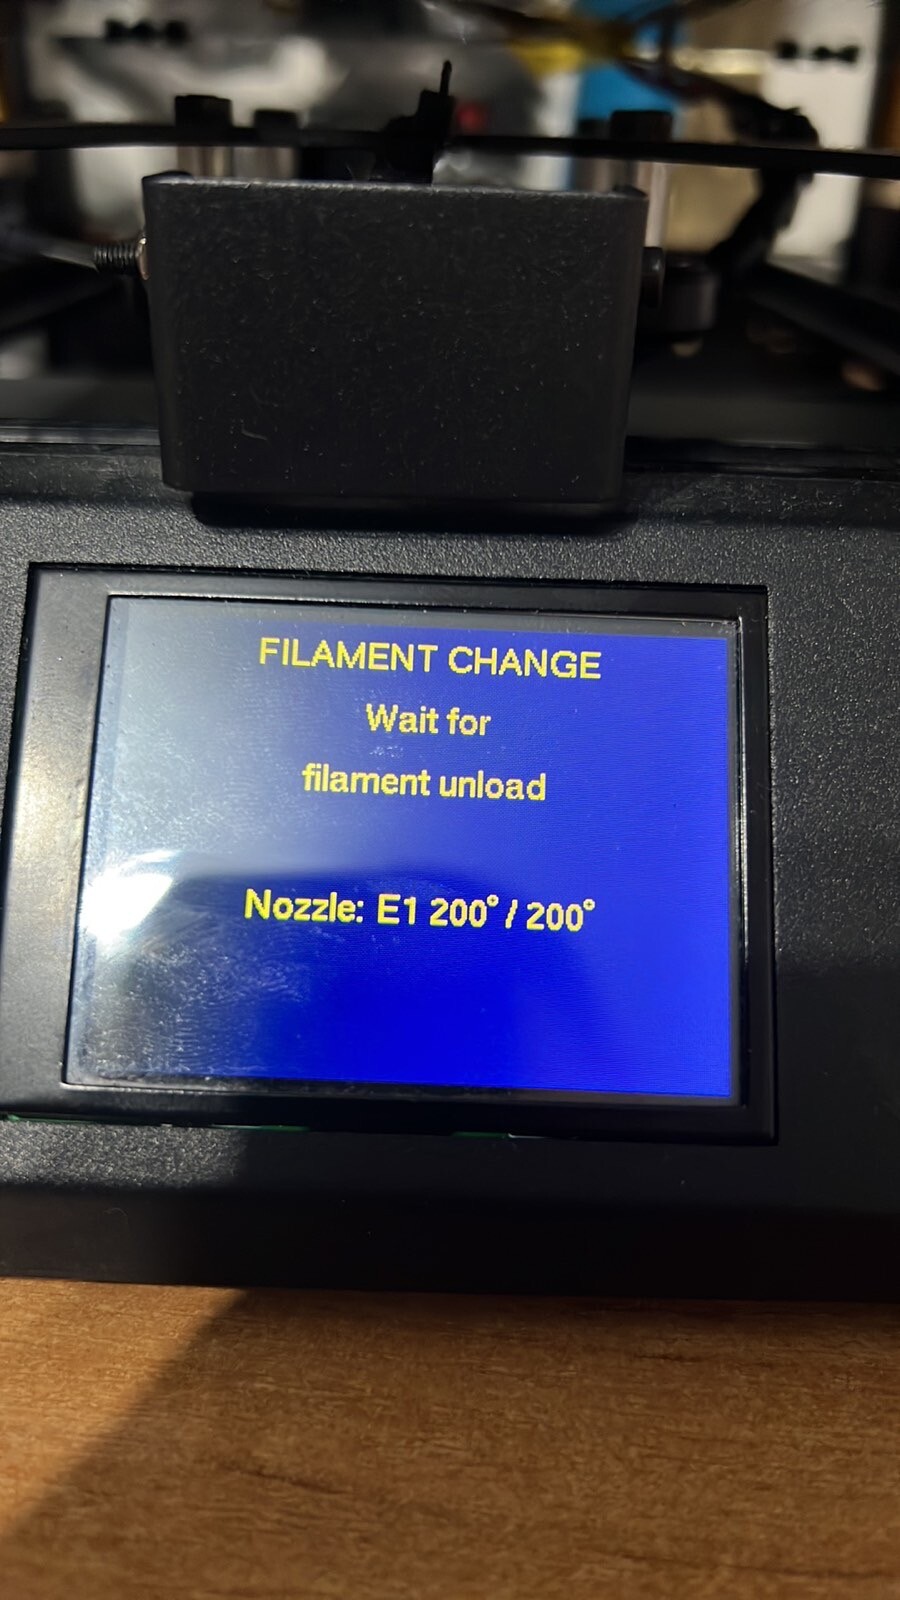 FILAMENT CHANGE
Wait for
filament unload
Nozzle: E1 200° / 200°